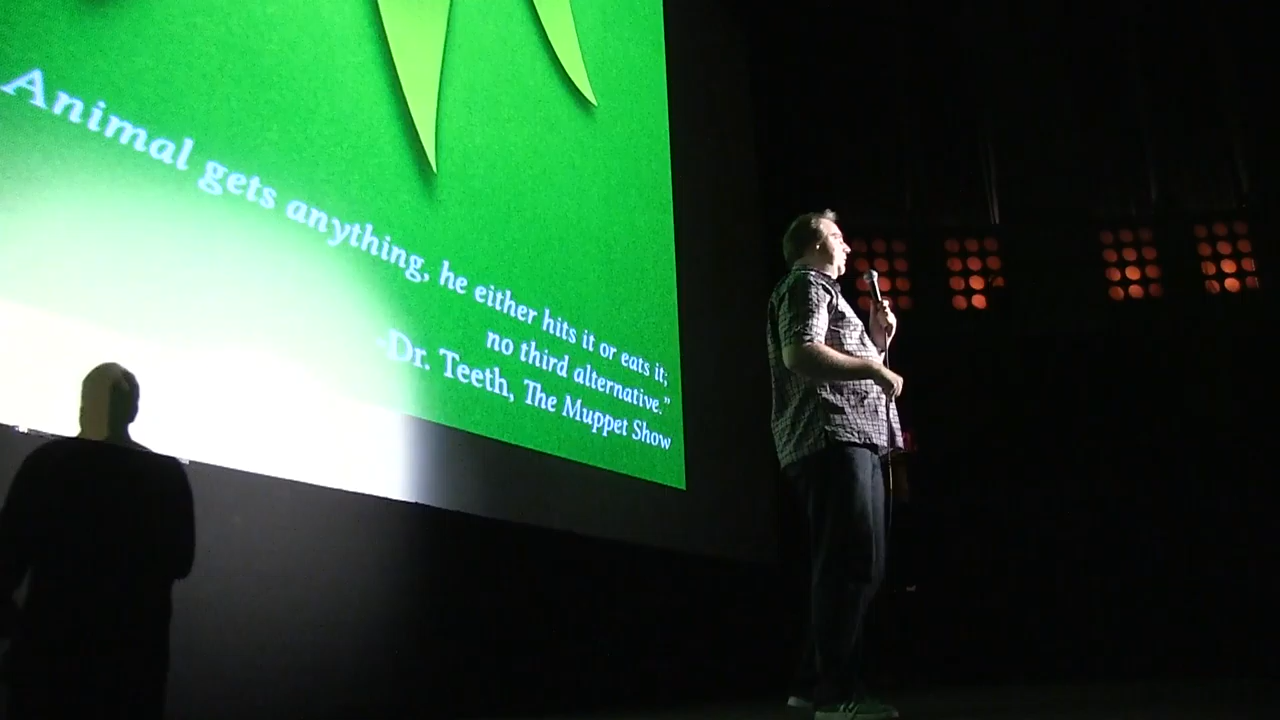 Animal gets anything, he either hits it or eats it;
no third alternative."
-Dr. Teeth, The Muppet Show